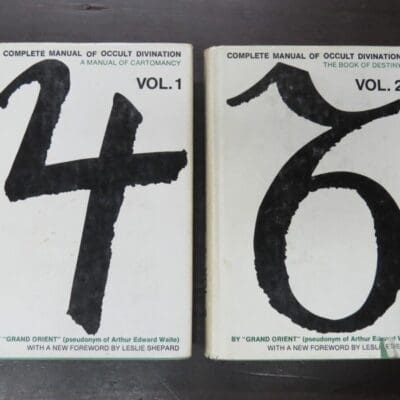 COMPLETE MANUAL OF OCCULT DIVINATION
A MANUAL OF CARTOMANCY
VOL. 1
"GRAND ORIENT" (pseudonym of Arthur Edward Waite)
WITH A NEW FOREWORD BY LESLIE SHEPARD
COMPLETE MANUAL OF OCCULT DIVINATION
THE BOOK OF DESTINY
VOL. 2
BY "GRAND ORIENT" (pseudonym of Arthur Edward W
WITH A NEW FOREWORD BY LESLIE